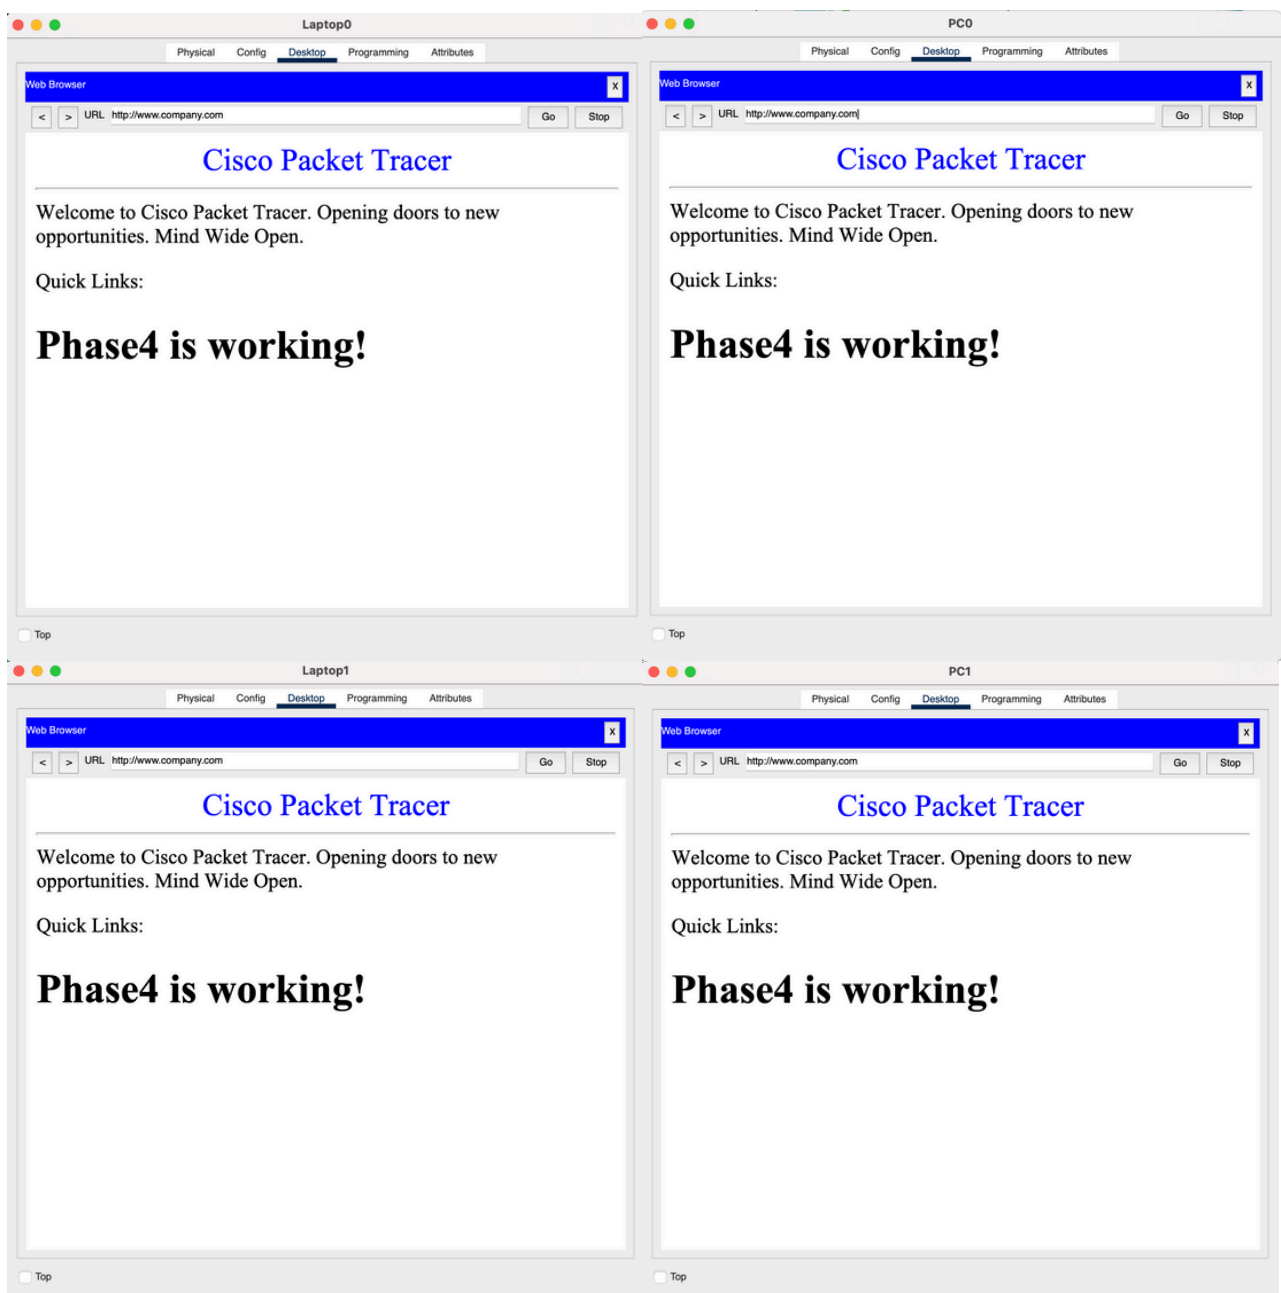 Laptop0
Physical Config Desktop Programming Attributes
Web Browser X
< > URL http://www.company.com Go Stop
Cisco Packet Tracer
Welcome to Cisco Packet Tracer. Opening doors to new
opportunities. Mind Wide Open.
Quick Links:
Phase4 is working!
Top
PC0
Physical Config Desktop Programming Attributes
Web Browser X
< > URL http://www.company.com Go Stop
Cisco Packet Tracer
Welcome to Cisco Packet Tracer. Opening doors to new
opportunities. Mind Wide Open.
Quick Links:
Phase4 is working!
Top
Laptop1
Physical Config Desktop Programming Attributes
Web Browser X
< > URL http://www.company.com Go Stop
Cisco Packet Tracer
Welcome to Cisco Packet Tracer. Opening doors to new
opportunities. Mind Wide Open.
Quick Links:
Phase4 is working!
Top
PC1
Physical Config Desktop Programming Attributes
Web Browser X
< > URL http://www.company.com Go Stop
Cisco Packet Tracer
Welcome to Cisco Packet Tracer. Opening doors to new
opportunities. Mind Wide Open.
Quick Links:
Phase4 is working!
Top